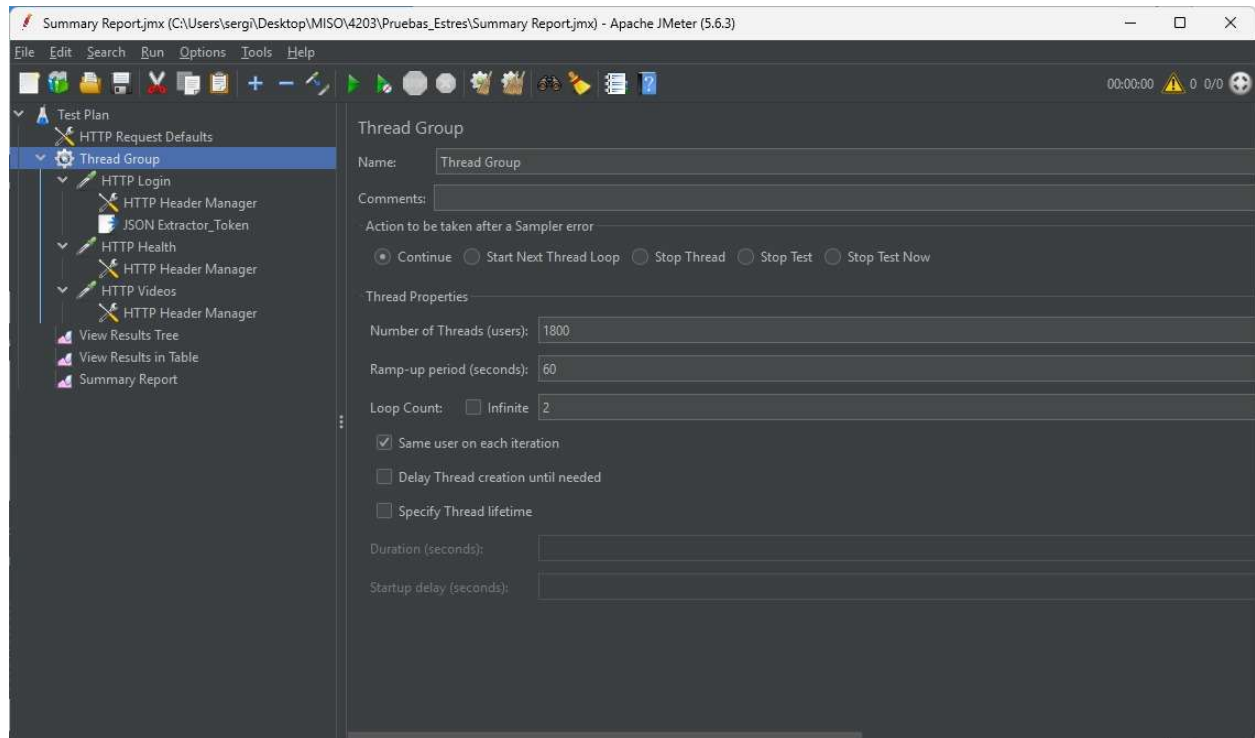 Summary Report.jmx (C:\Users\sergi\Desktop\MISO\4203\Pruebas_Estres\Summary Report.jmx) - Apache JMeter (5.6.3)
File Edit Search Run Options Tools Help
00:00:00 0 0/0
Test Plan
HTTP Request Defaults
Thread Group
HTTP Login
HTTP Header Manager
JSON Extractor_Token
HTTP Health
HTTP Header Manager
HTTP Videos
HTTP Header Manager
View Results Tree
View Results in Table
Summary Report
Thread Group
Name: Thread Group
Comments:
Action to be taken after a Sampler error
Continue Start Next Thread Loop Stop Thread Stop Test Stop Test Now
Thread Properties
Number of Threads (users): 1800
Ramp-up period (seconds): 60
Loop Count: Infinite 2
Same user on each iteration
Delay Thread creation until needed
Specify Thread lifetime
Duration (seconds):
Startup delay (seconds):